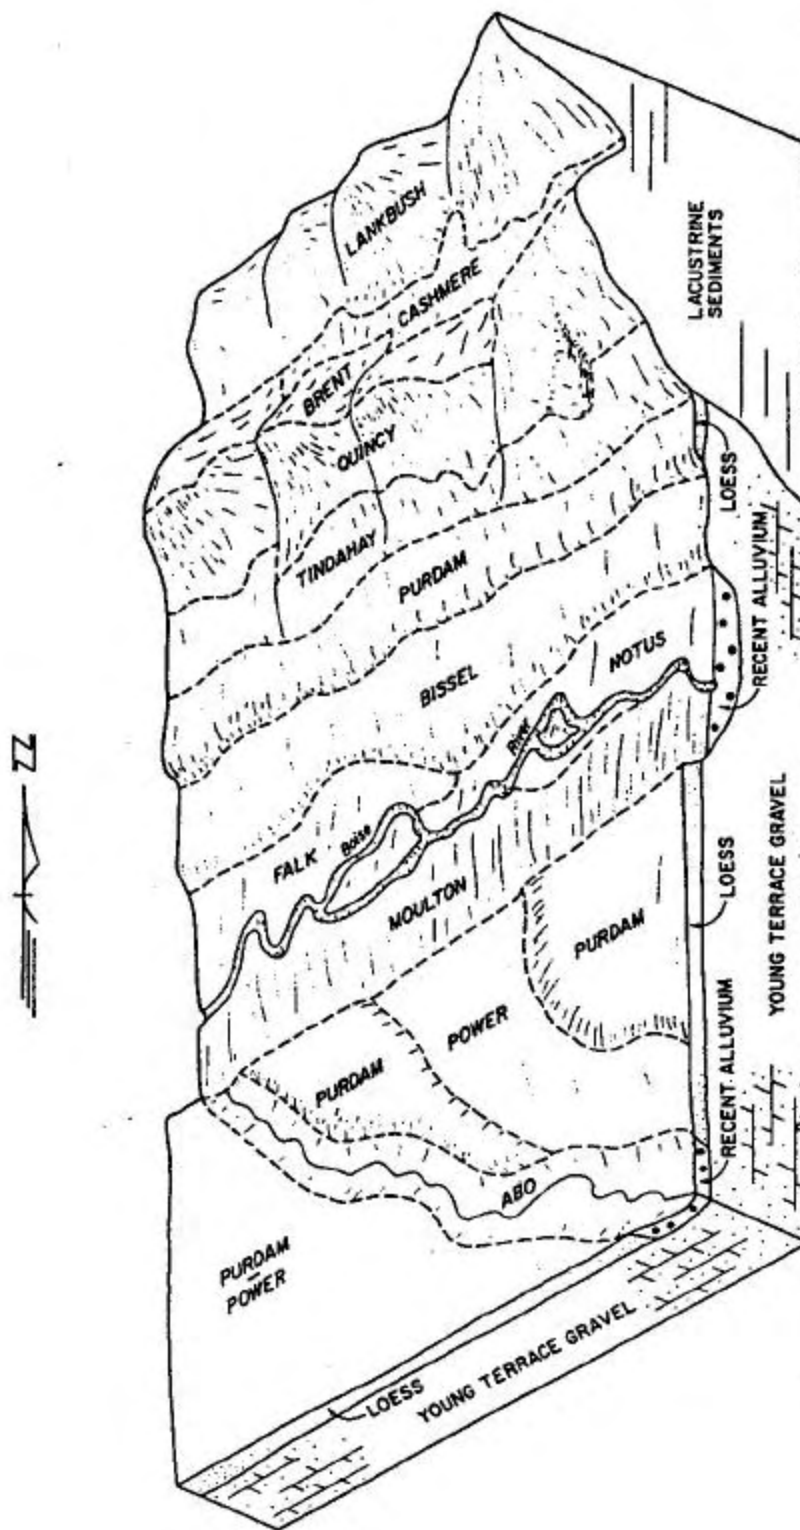 LANKBUSH
CASHMERE
BRENT
QUINCY
TINDAHAY
PURDAM
BISSEL
NOTUS
River
Boise
FALK
MOULTON
PURDAM
POWER
PURDAM
ABO
PURDAM
–
POWER
LACUSTRINE
SEDIMENTS
LOESS
RECENT ALLUVIUM
LOESS
YOUNG TERRACE GRAVEL
RECENT ALLUVIUM
LOESS
YOUNG TERRACE GRAVEL